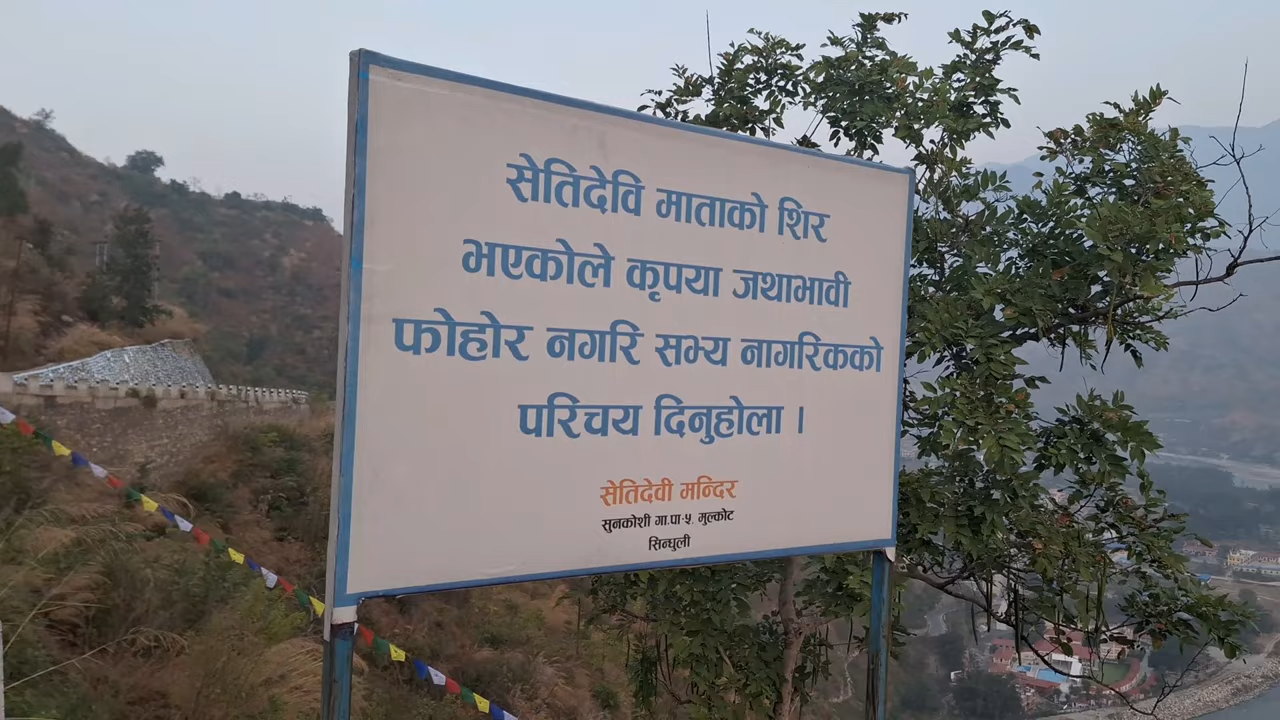 सेतिदेवि माताको शिर
भएकोले कृपया जथाभावी
फोहोर नगरि सभ्य नागरिकको
परिचय दिनुहोला ।
सेतिदेवी मन्दिर
सुनकोशी गा.पा-५, मुल्कोट
सिन्धुली